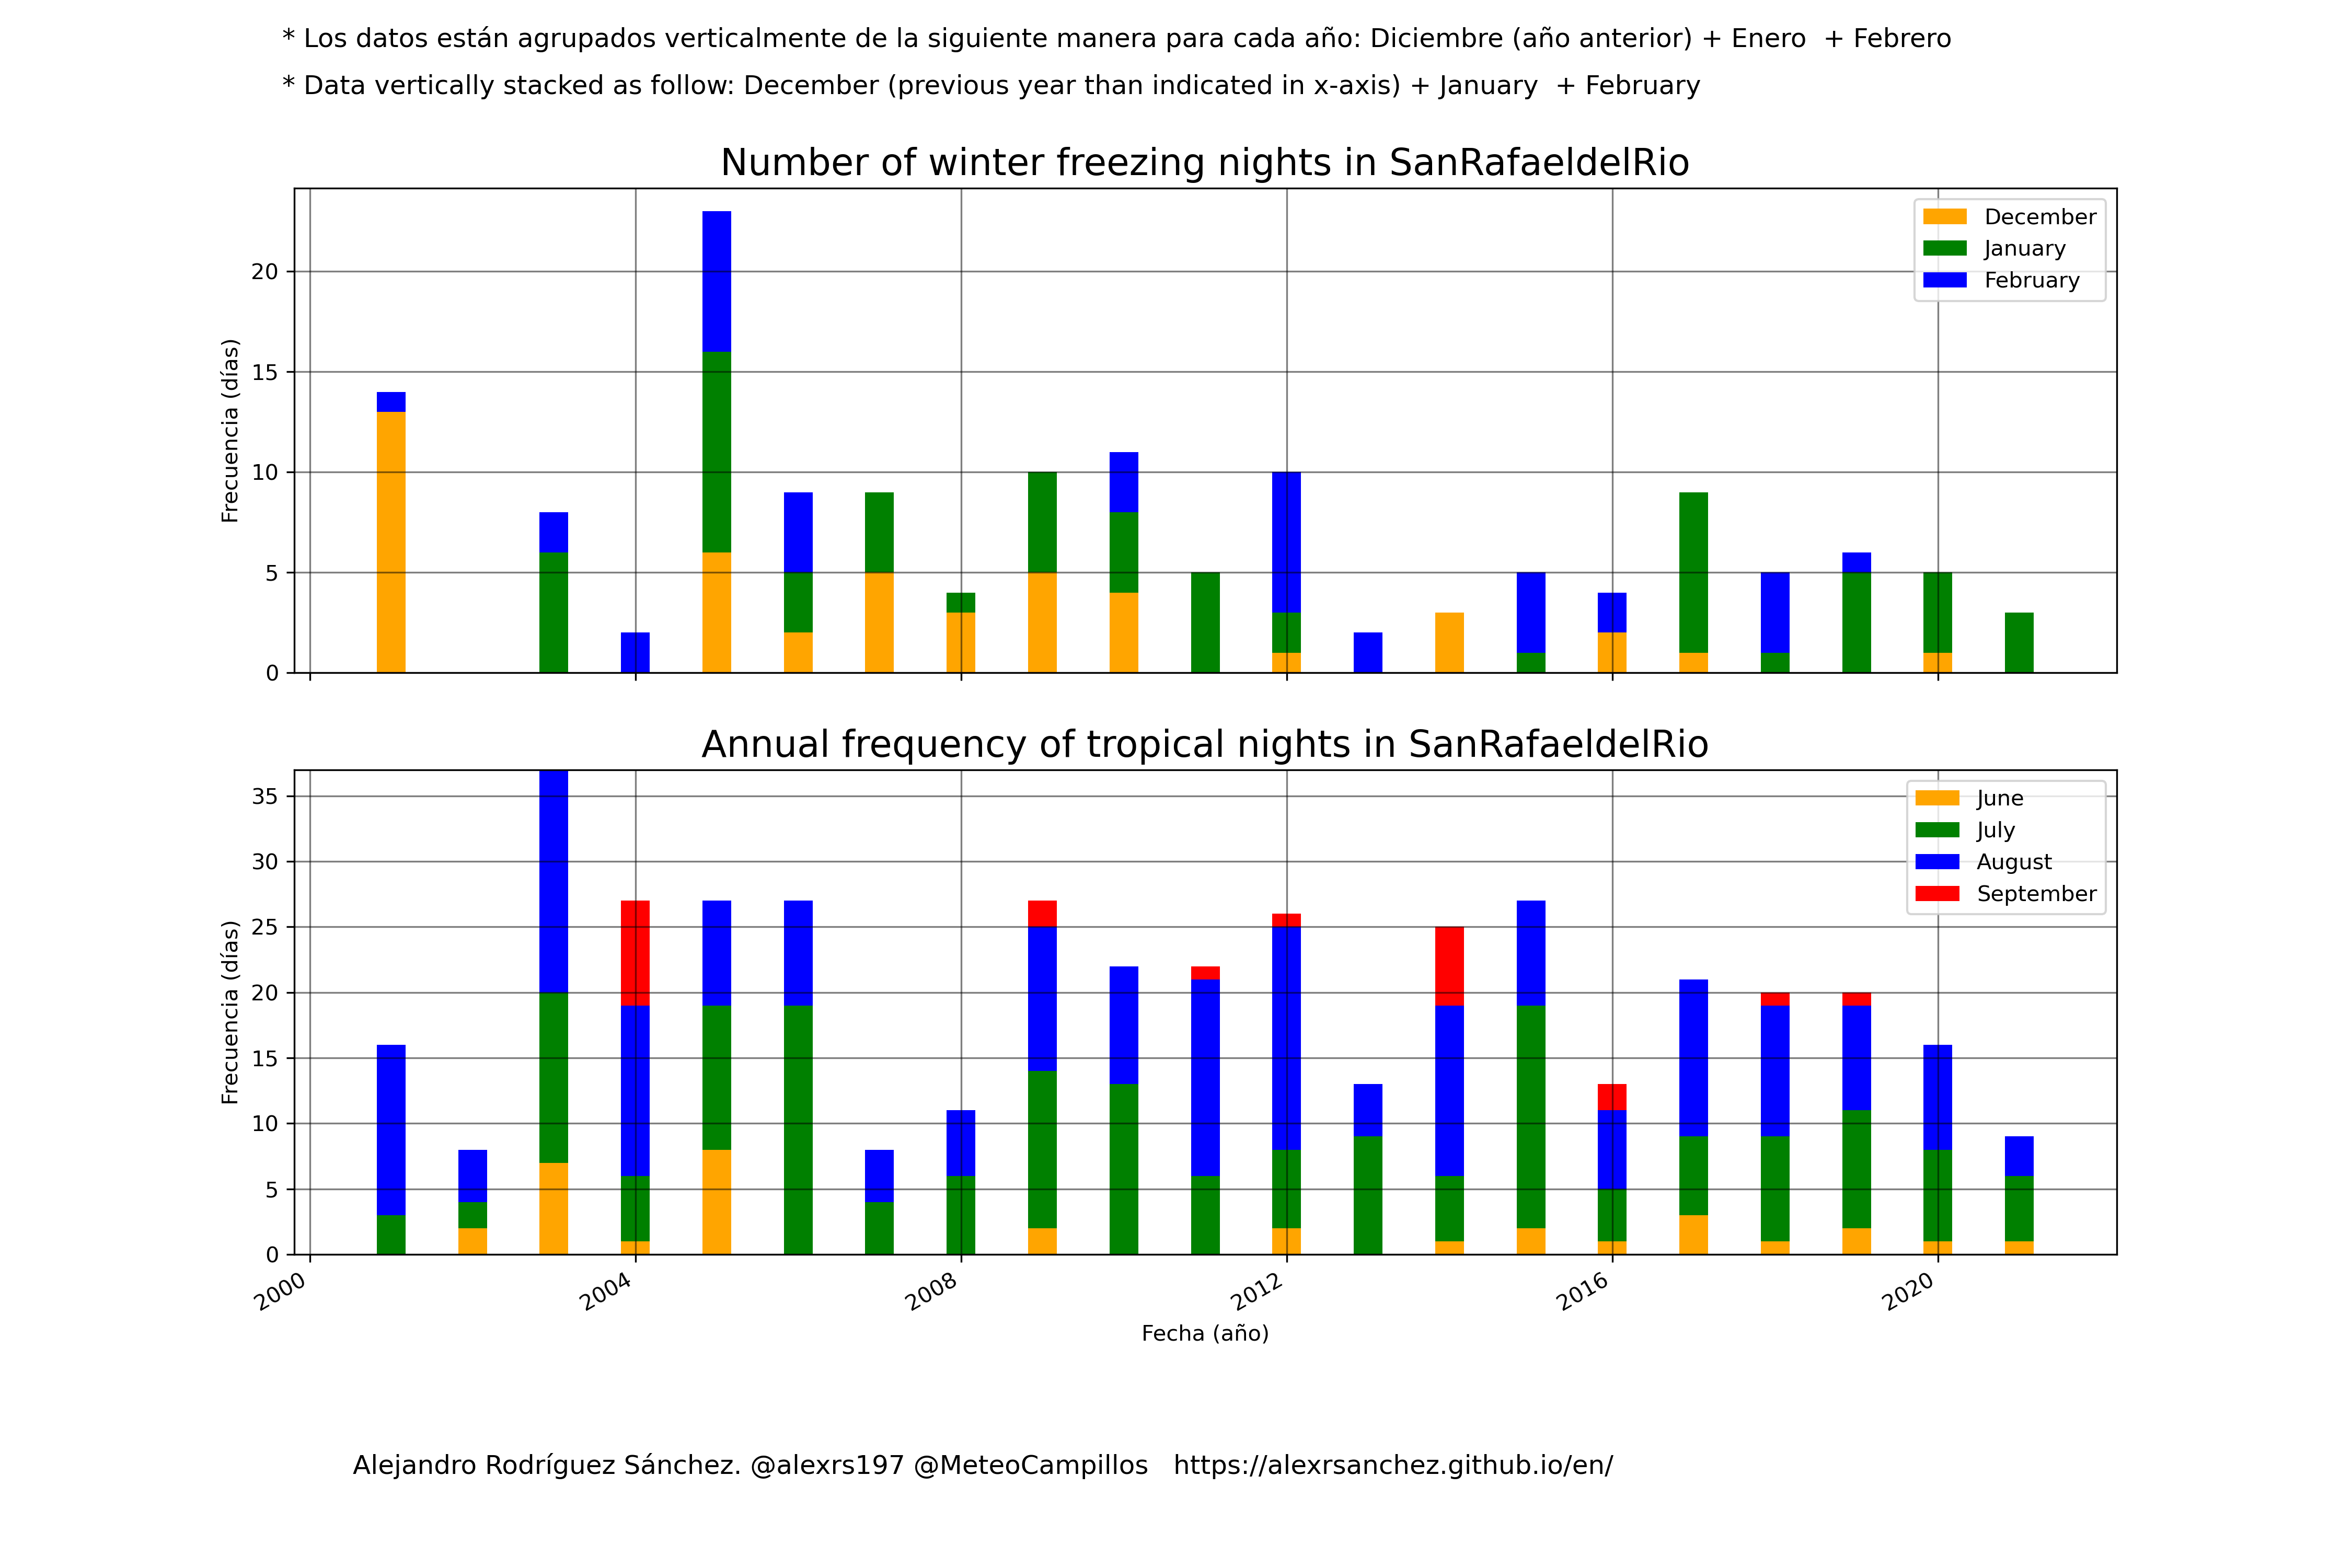 * Los datos están agrupados verticalmente de la siguiente manera para cada año: Diciembre (año anterior) + Enero  + Febrero
* Data vertically stacked as follow: December (previous year than indicated in x-axis) + January  + February
Number of winter freezing nights in SanRafaeldelRio
Frecuencia (días)
20
15
10
5
0
December
January
February
Annual frequency of tropical nights in SanRafaeldelRio
Frecuencia (días)
35
30
25
20
15
10
5
0
June
July
August
September
2000
2004
2008
2012
2016
2020
Fecha (año)
Alejandro Rodríguez Sánchez. @alexrs197 @MeteoCampillos   https://alexrsanchez.github.io/en/